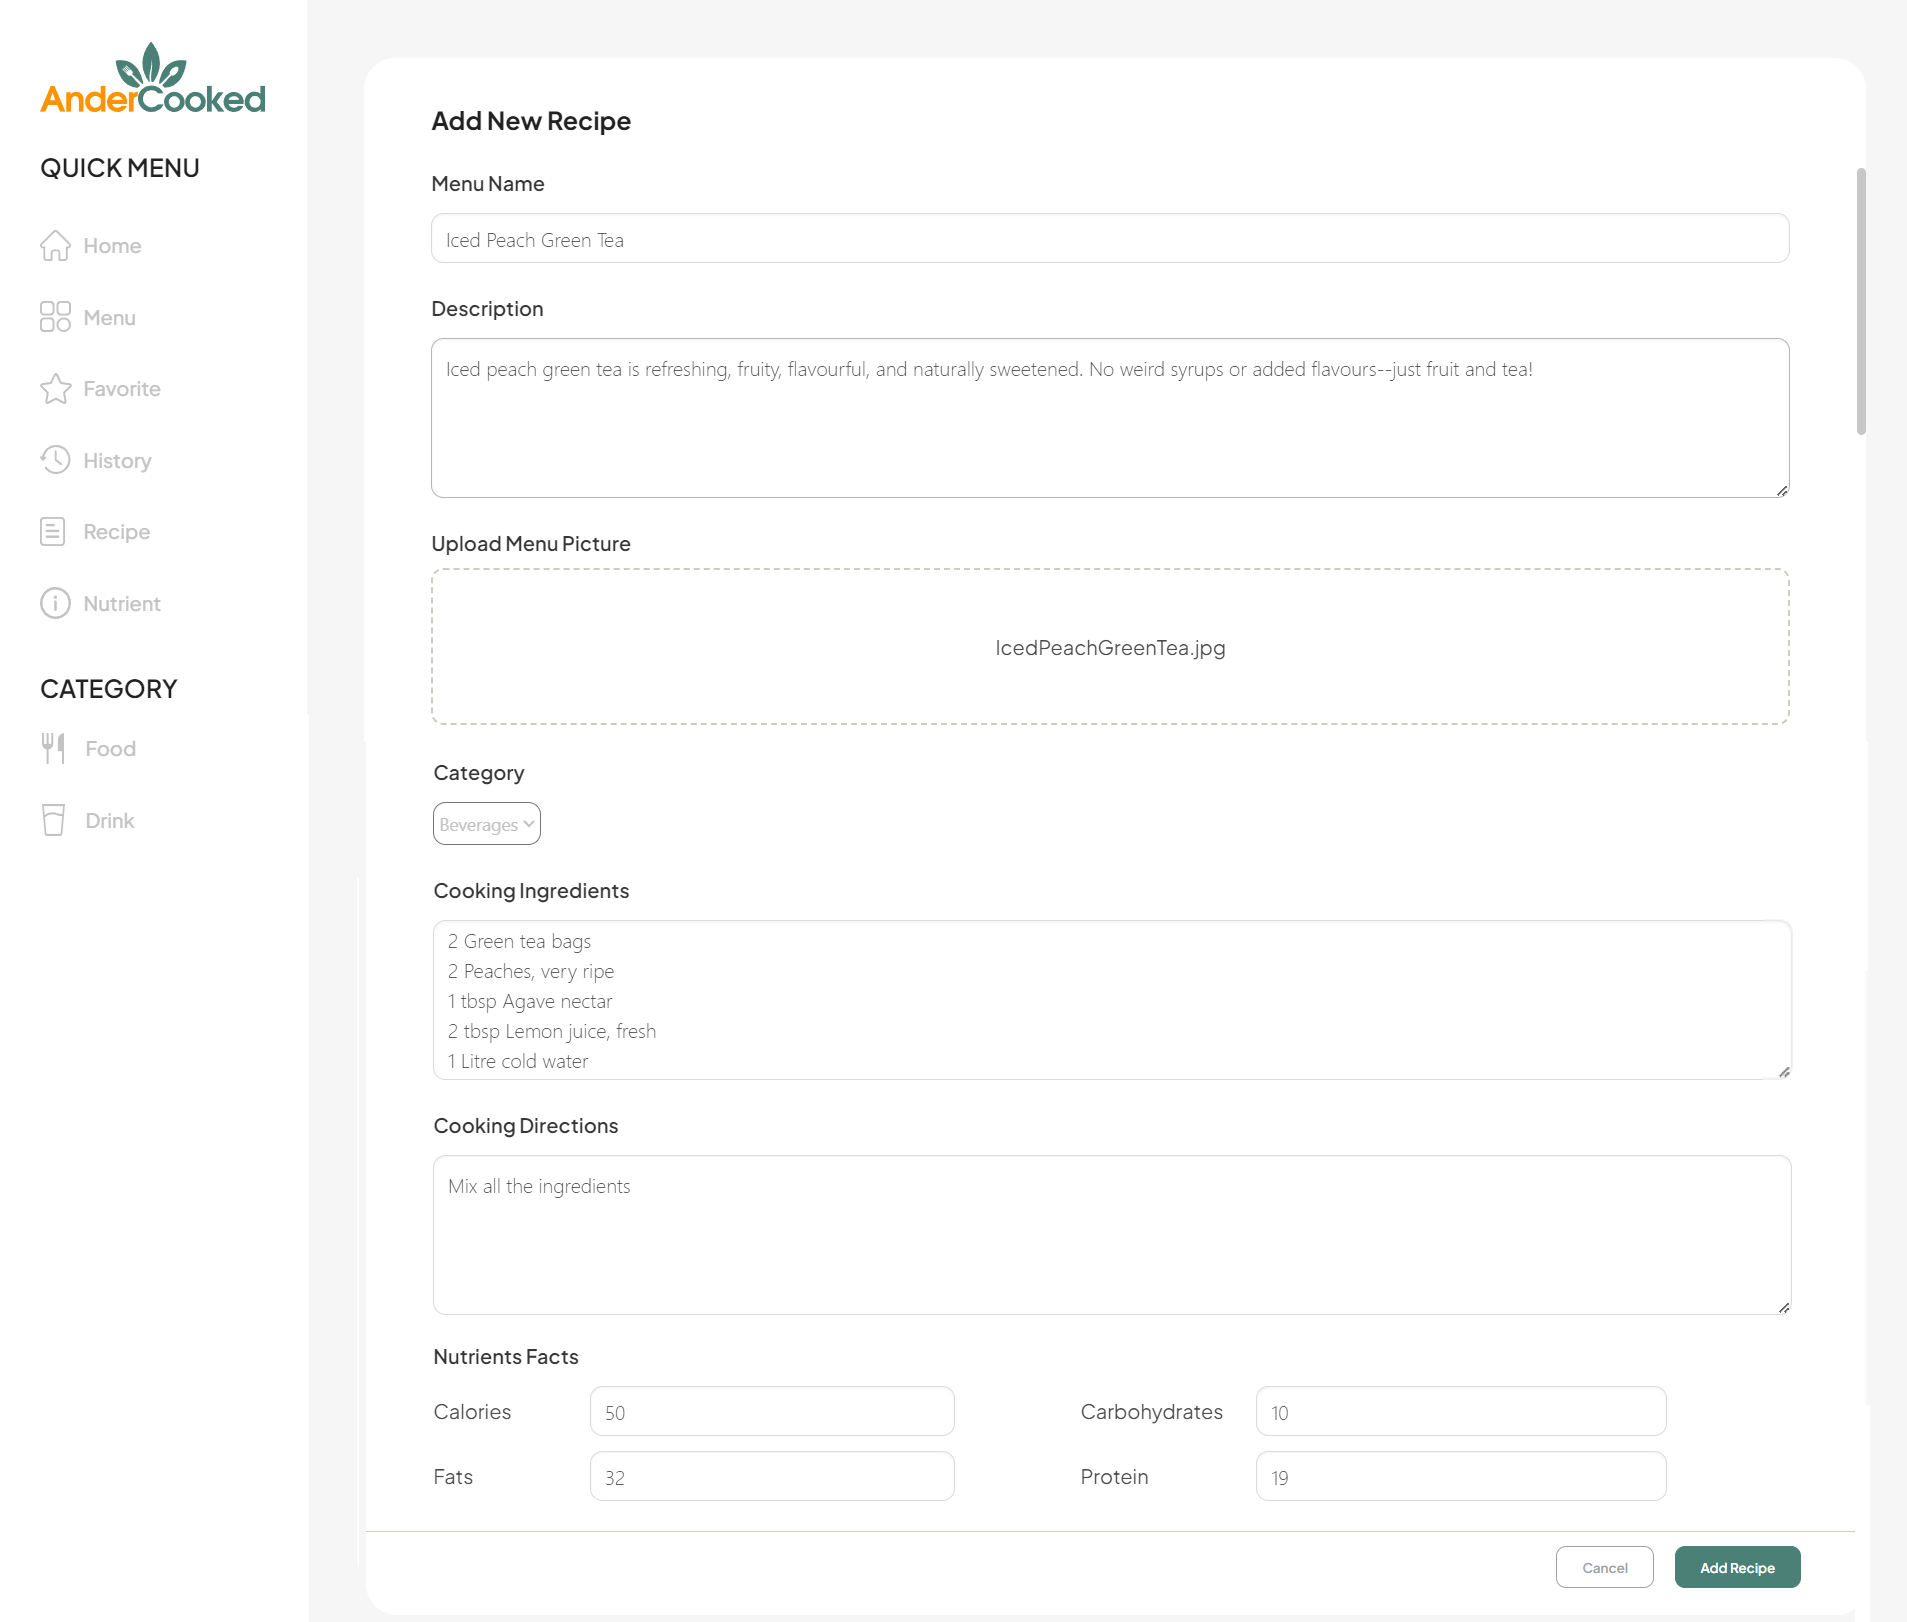 AnderCooked
QUICK MENU
Home
Menu
Favorite
History
Recipe
Nutrient
CATEGORY
Food
Drink
Add New Recipe
Menu Name
Iced Peach Green Tea
Description
Iced peach green tea is refreshing, fruity, flavourful, and naturally sweetened. No weird syrups or added flavours--just fruit and tea!
Upload Menu Picture
IcedPeachGreenTea.jpg
Category
Beverages
Cooking Ingredients
2 Green tea bags
2 Peaches, very ripe
1 tbsp Agave nectar
2 tbsp Lemon juice, fresh
1 Litre cold water
Cooking Directions
Mix all the ingredients
Nutrients Facts
Calories 50 Carbohydrates 10
Fats 32 Protein 19
Cancel Add Recipe